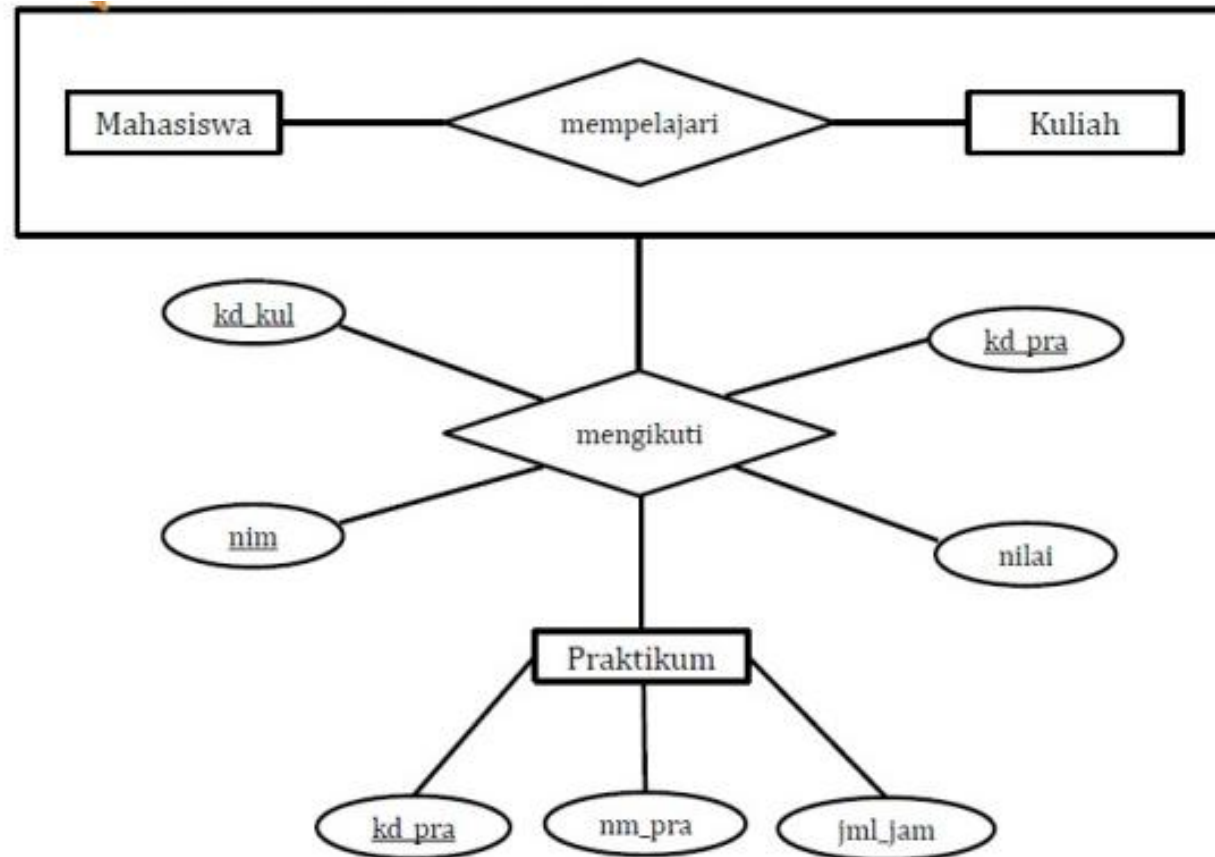 Mahasiswa
mempelajari
Kuliah
kd_kul
kd_pra
mengikuti
nim
nilai
Praktikum
kd_pra
nm_pra
jml_jam